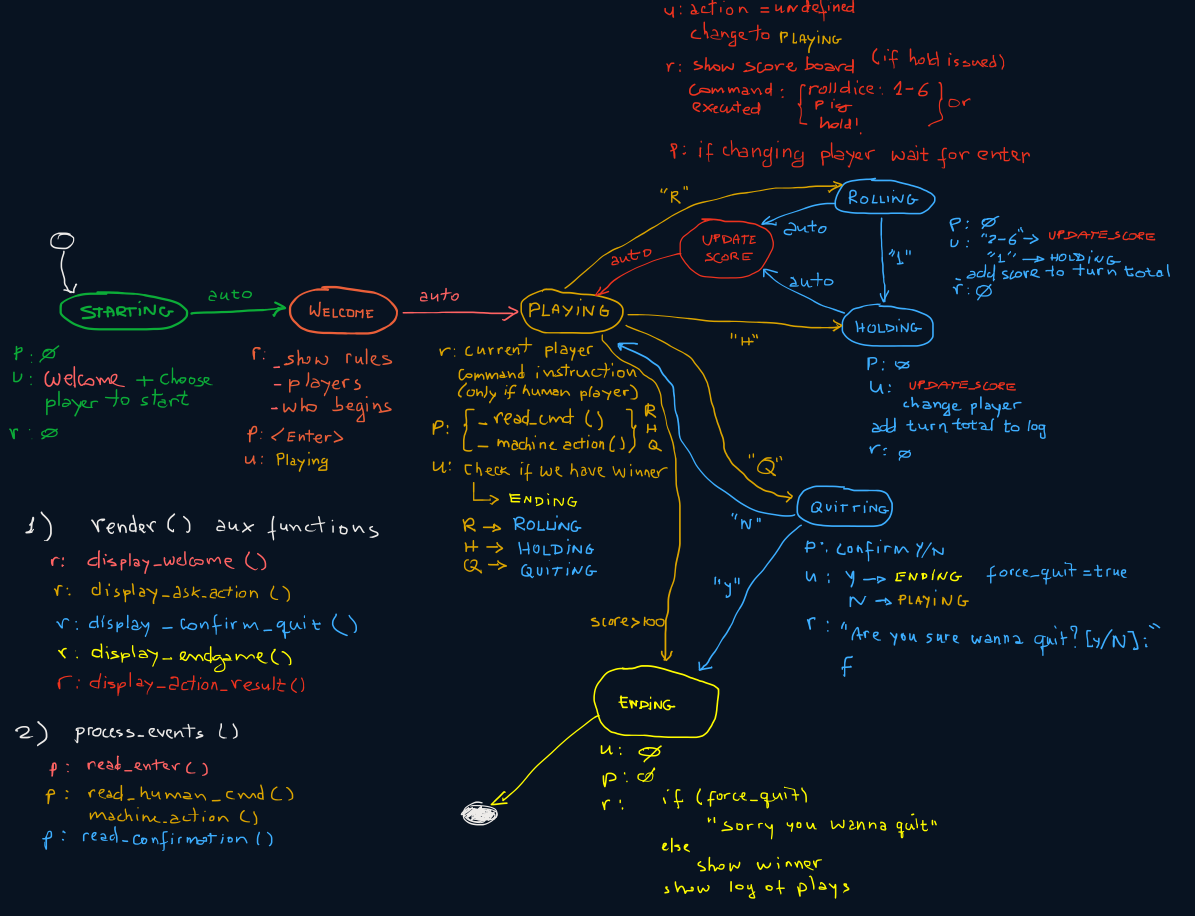 u: action = undefined
change to PLAYING
r: show score board (if hold issued)
command executed : { roll dice: 1-6
pig
hold! } or
p: if changing player wait for enter
"R"
ROLLING
auto
UPDATE SCORE
auto
"1"
auto
p: ∅
u: "2-6" → UPDATE_SCORE
"1" → HOLDING
_ add score to turn total
r: ∅
STARTING
auto
WELCOME
auto
PLAYING
"H"
HOLDING
p: ∅
u: Welcome + choose
player to start
r: ∅
r: - show rules
- players
- who begins
p: <Enter>
u: Playing
r: current player
command instruction
(only if human player)
p: { - read_cmd ()
- machine action () } R
H
Q
u: check if we have winner
→ ENDING
R → ROLLING
H → HOLDING
Q → QUITING
P: ∅
u: UPDATE SCORE
change player
add turn total to log
r: ∅
"Q"
"N"
QUITTING
"y"
score>100
p: confirm Y/N
u: y → ENDING force_quit = true
N → PLAYING
r: "Are you sure wanna quit? [y/N]:"
f
1) render() aux functions
r: display_welcome ()
r: display_ask_action ()
r: display_confirm_quit ()
r: display_endgame()
r: display_action_result()
2) process_events ()
p: read_enter()
p: read_human_cmd()
machine_action ()
p: read_confirmation ()
ENDING
u: ∅
p: ∅
r: if (force_quit)
"sorry you wanna quit"
else
show winner
show log of plays